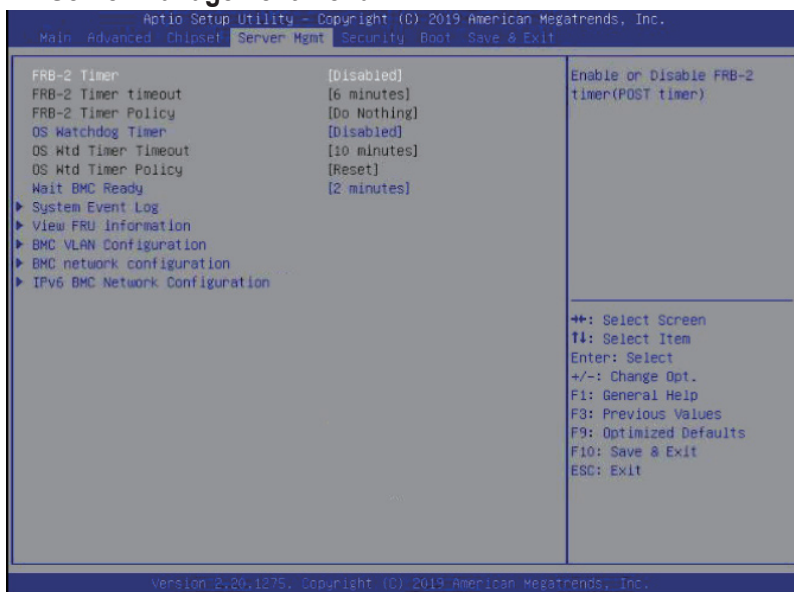 Aptio Setup Utility – Copyright (C) 2019 American Megatrends, Inc.
Main Advanced Chipset Server Mgmt Security Boot Save & Exit
FRB-2 Timer [Disabled]
FRB-2 Timer timeout [6 minutes]
FRB-2 Timer Policy [Do Nothing]
OS Watchdog Timer [Disabled]
OS Wtd Timer Timeout [10 minutes]
OS Wtd Timer Policy [Reset]
Wait BMC Ready [2 minutes]
System Event Log
View FRU information
BMC VLAN Configuration
BMC network configuration
IPv6 BMC Network Configuration
Enable or Disable FRB-2
timer(POST timer)
→←: Select Screen
↑↓: Select Item
Enter: Select
+/-: Change Opt.
F1: General Help
F3: Previous Values
F9: Optimized Defaults
F10: Save & Exit
ESC: Exit
Version 2.20.1275. Copyright (C) 2019 American Megatrends, Inc.